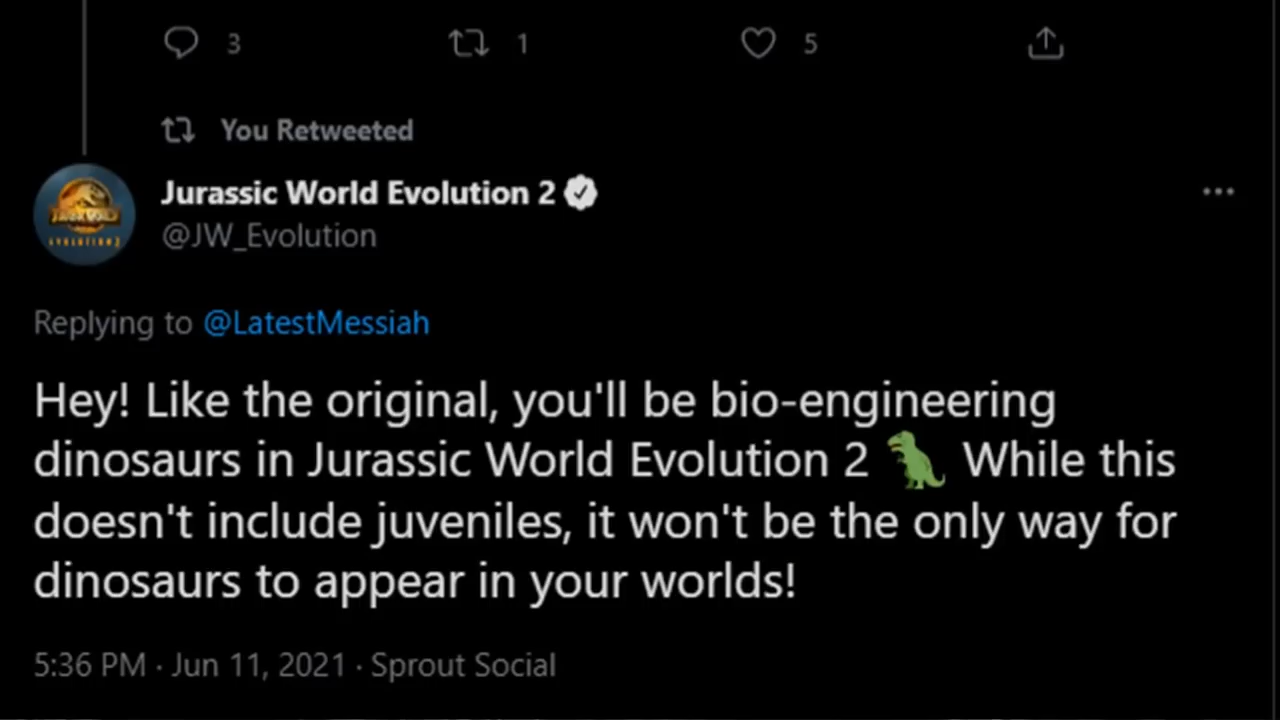 3 1 5
You Retweeted
Jurassic World Evolution 2
@JW_Evolution
Replying to @LatestMessiah
Hey! Like the original, you'll be bio-engineering
dinosaurs in Jurassic World Evolution 2 🦖 While this
doesn't include juveniles, it won't be the only way for
dinosaurs to appear in your worlds!
5:36 PM · Jun 11, 2021 · Sprout Social